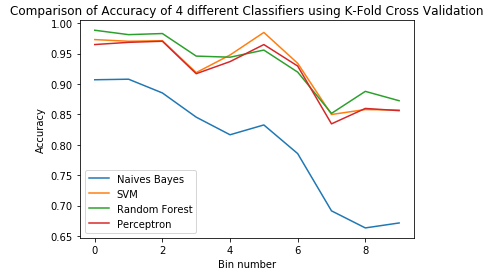 Comparison of Accuracy of 4 different Classifiers using K-Fold Cross Validation
1.00
0.95
0.90
0.85
0.80
0.75
0.70
0.65
Accuracy
Naives Bayes
SVM
Random Forest
Perceptron
0 2 4 6 8
Bin number